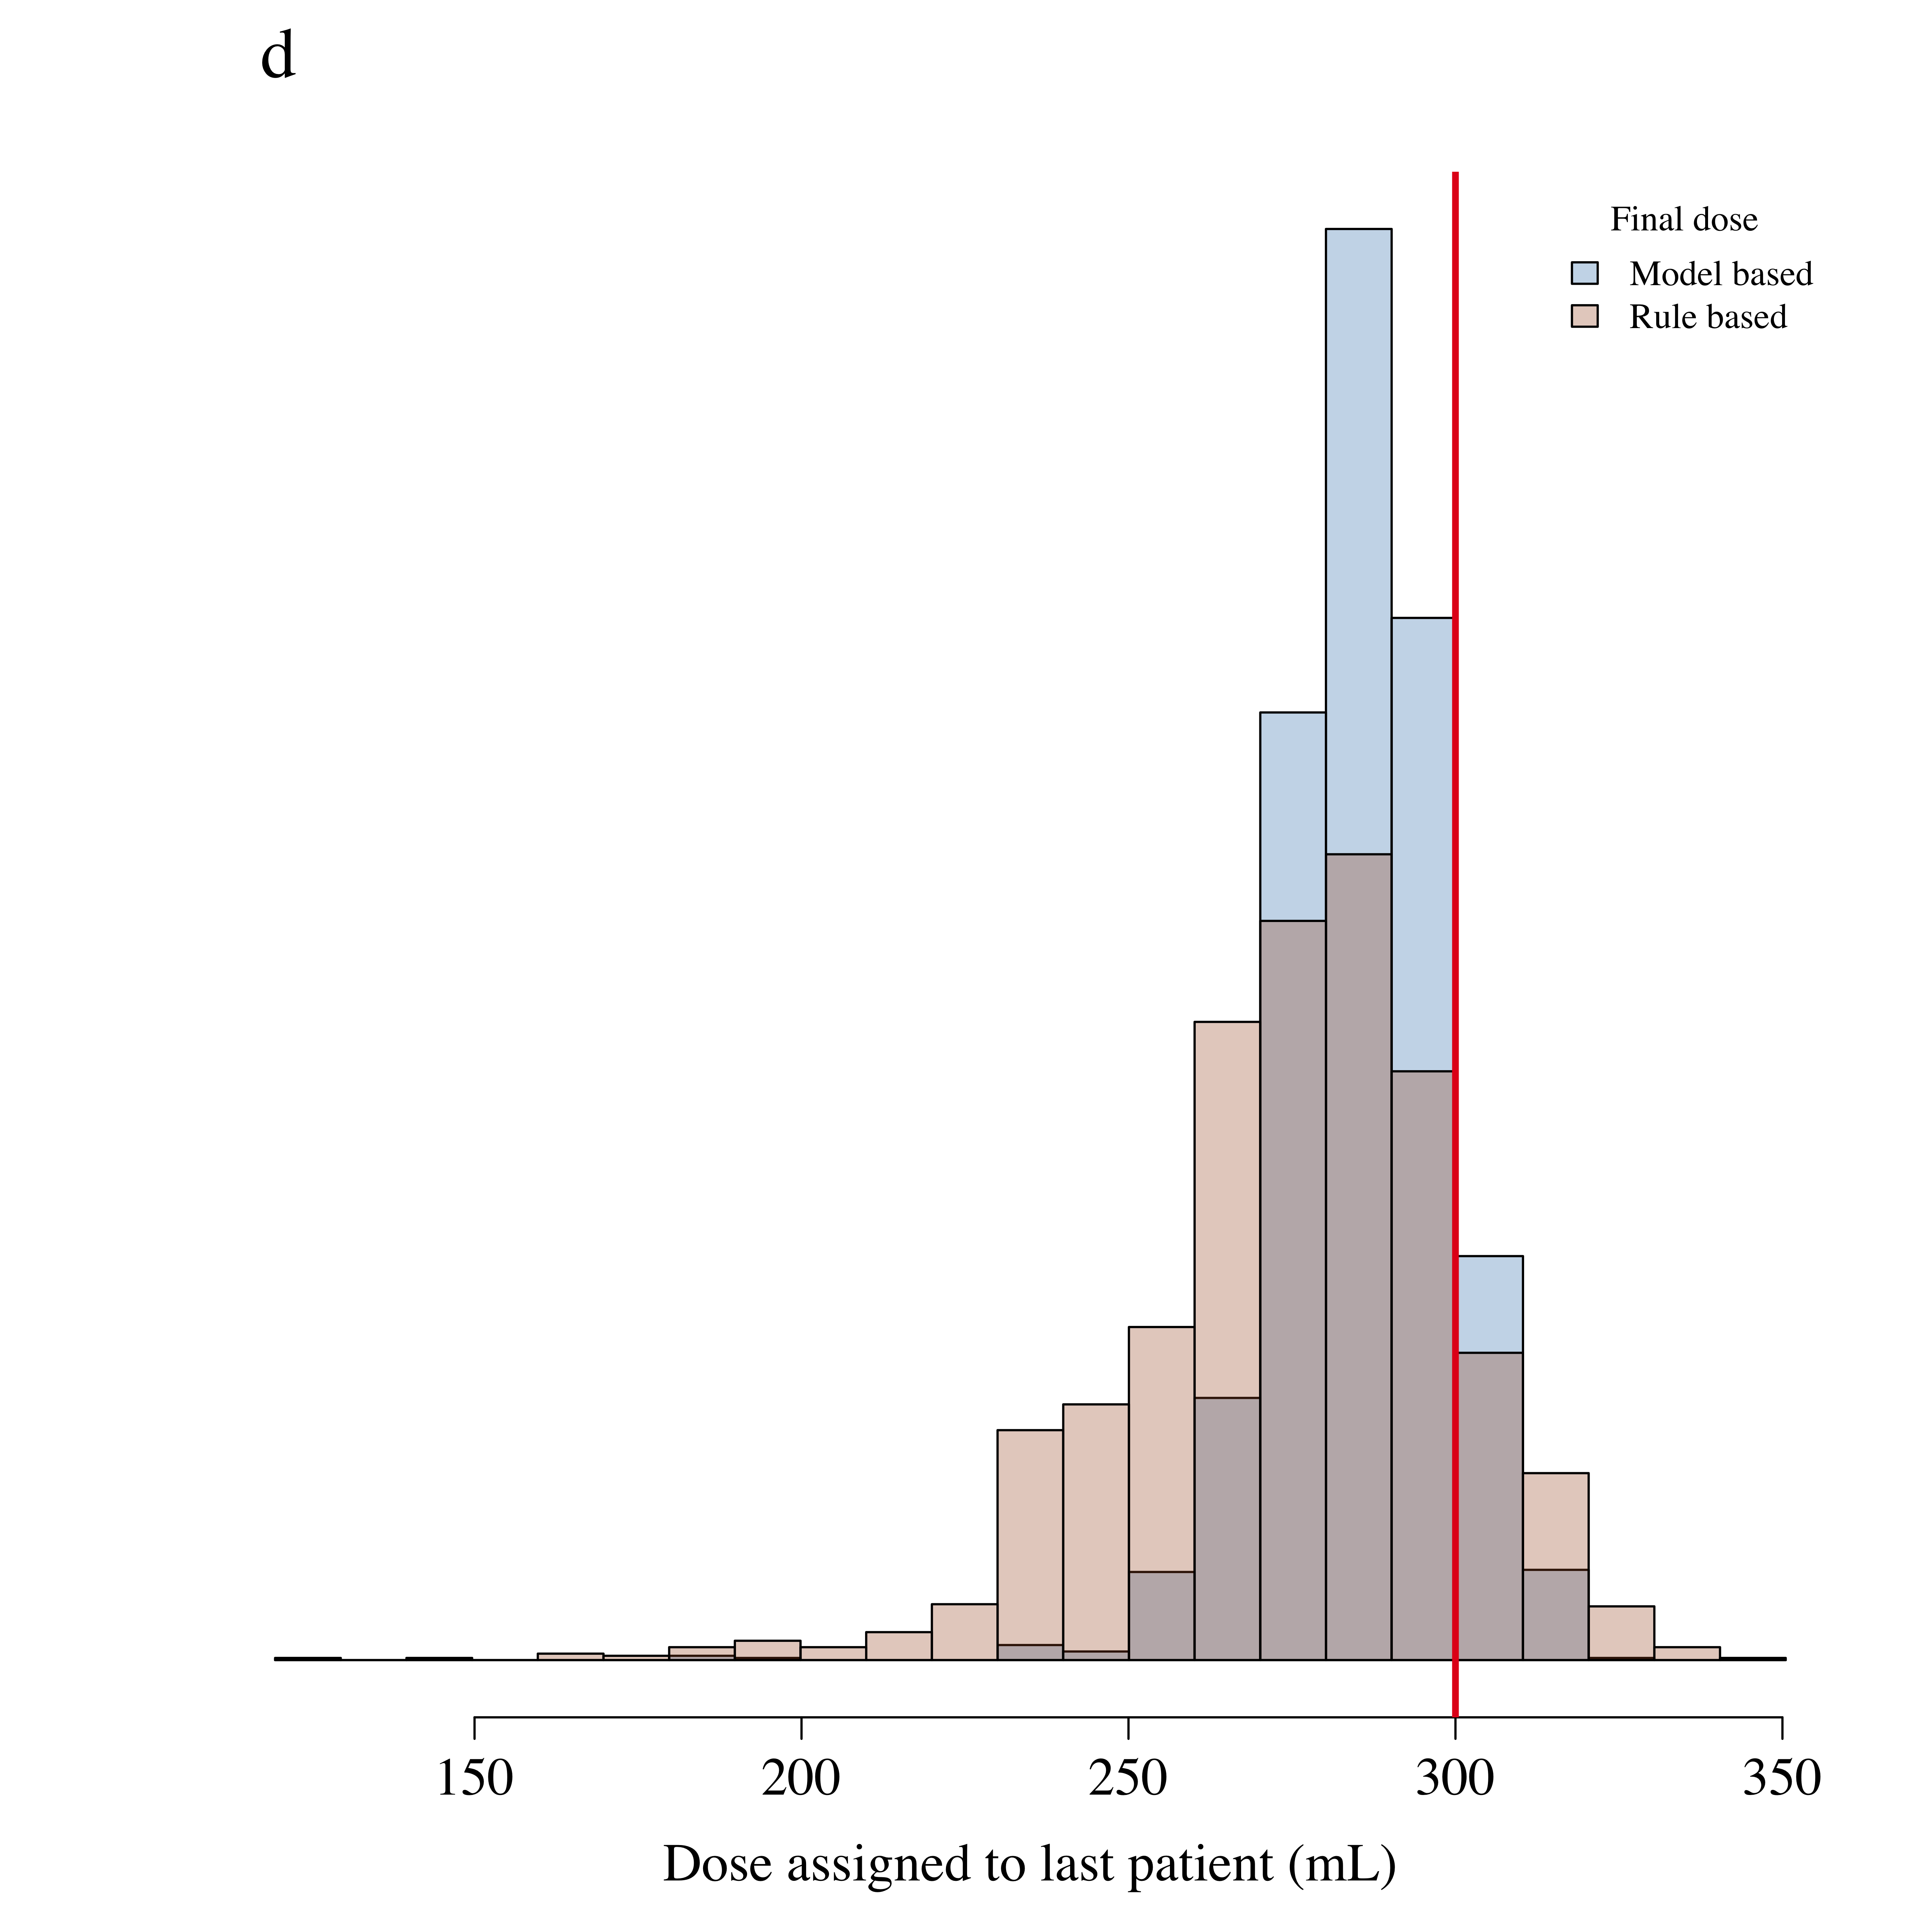 d
Final dose
Model based
Rule based
150 200 250 300 350
Dose assigned to last patient (mL)